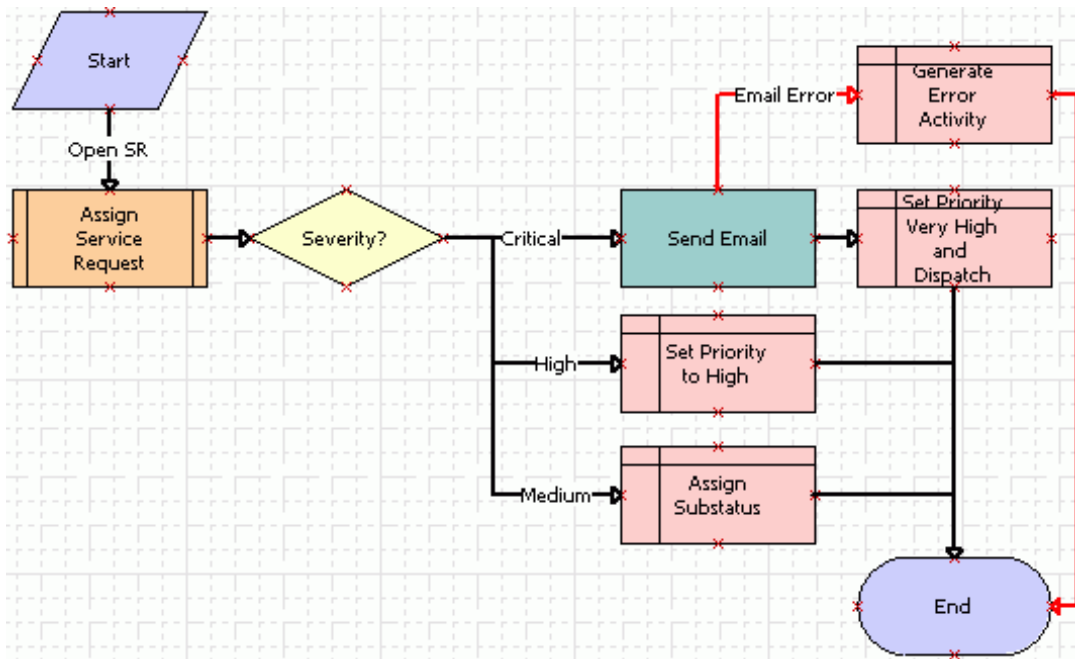 Start
Open SR
Assign
Service
Request
Severity?
Critical
High
Medium
Send Email
Email Error
Generate
Error
Activity
Set Priority
Very High
and
Dispatch
Set Priority
to High
Assign
Substatus
End